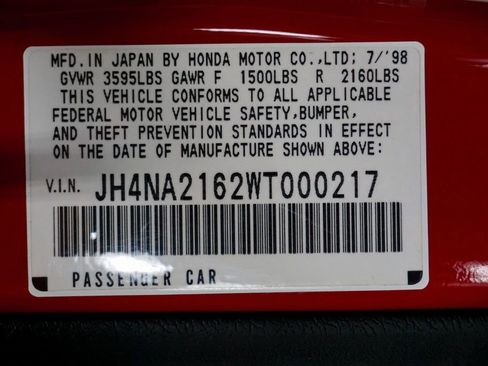 MFD.IN JAPAN BY HONDA MOTOR CO.,LTD; 7/'98
GVWR 3595LBS GAWR F 1500LBS R 2160LBS
THIS VEHICLE CONFORMS TO ALL APPLICABLE
FEDERAL MOTOR VEHICLE SAFETY,BUMPER,
AND THEFT PREVENTION STANDARDS IN EFFECT
ON THE DATE OF MANUFACTURE SHOWN ABOVE:
V.I.N. JH4NA2162WT000217
PASSENGER CAR